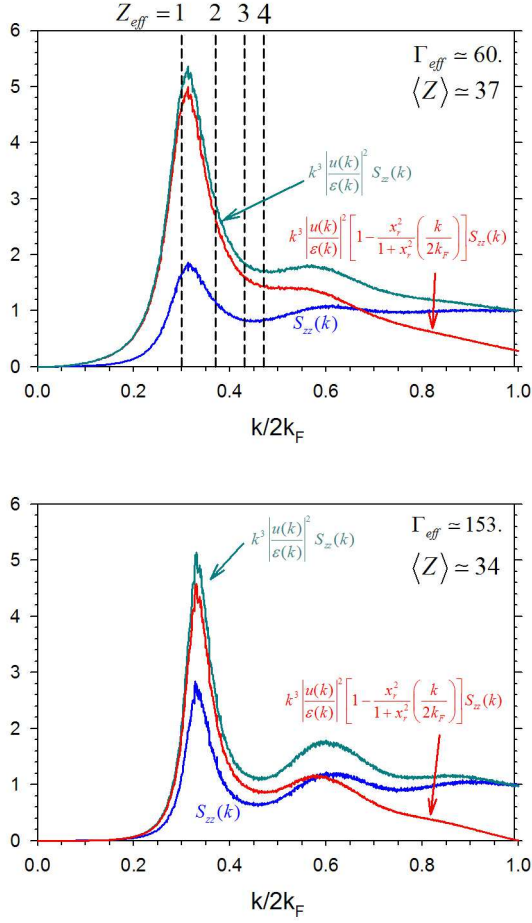 Z_eff = 1 2 3 4
6
5
4
3
2
1
0
Γ_eff ≃ 60.
⟨Z⟩ ≃ 37
k³ |u(k)/ε(k)|² S_zz(k)
k³ |u(k)/ε(k)|² [1 − x_r²/(1 + x_r²) (k/2k_F)] S_zz(k)
S_zz(k)
0.0 0.2 0.4 0.6 0.8 1.0
k/2k_F
6
5
4
3
2
1
0
Γ_eff ≃ 153.
⟨Z⟩ ≃ 34
k³ |u(k)/ε(k)|² S_zz(k)
k³ |u(k)/ε(k)|² [1 − x_r²/(1 + x_r²) (k/2k_F)] S_zz(k)
S_zz(k)
0.0 0.2 0.4 0.6 0.8 1.0
k/2k_F